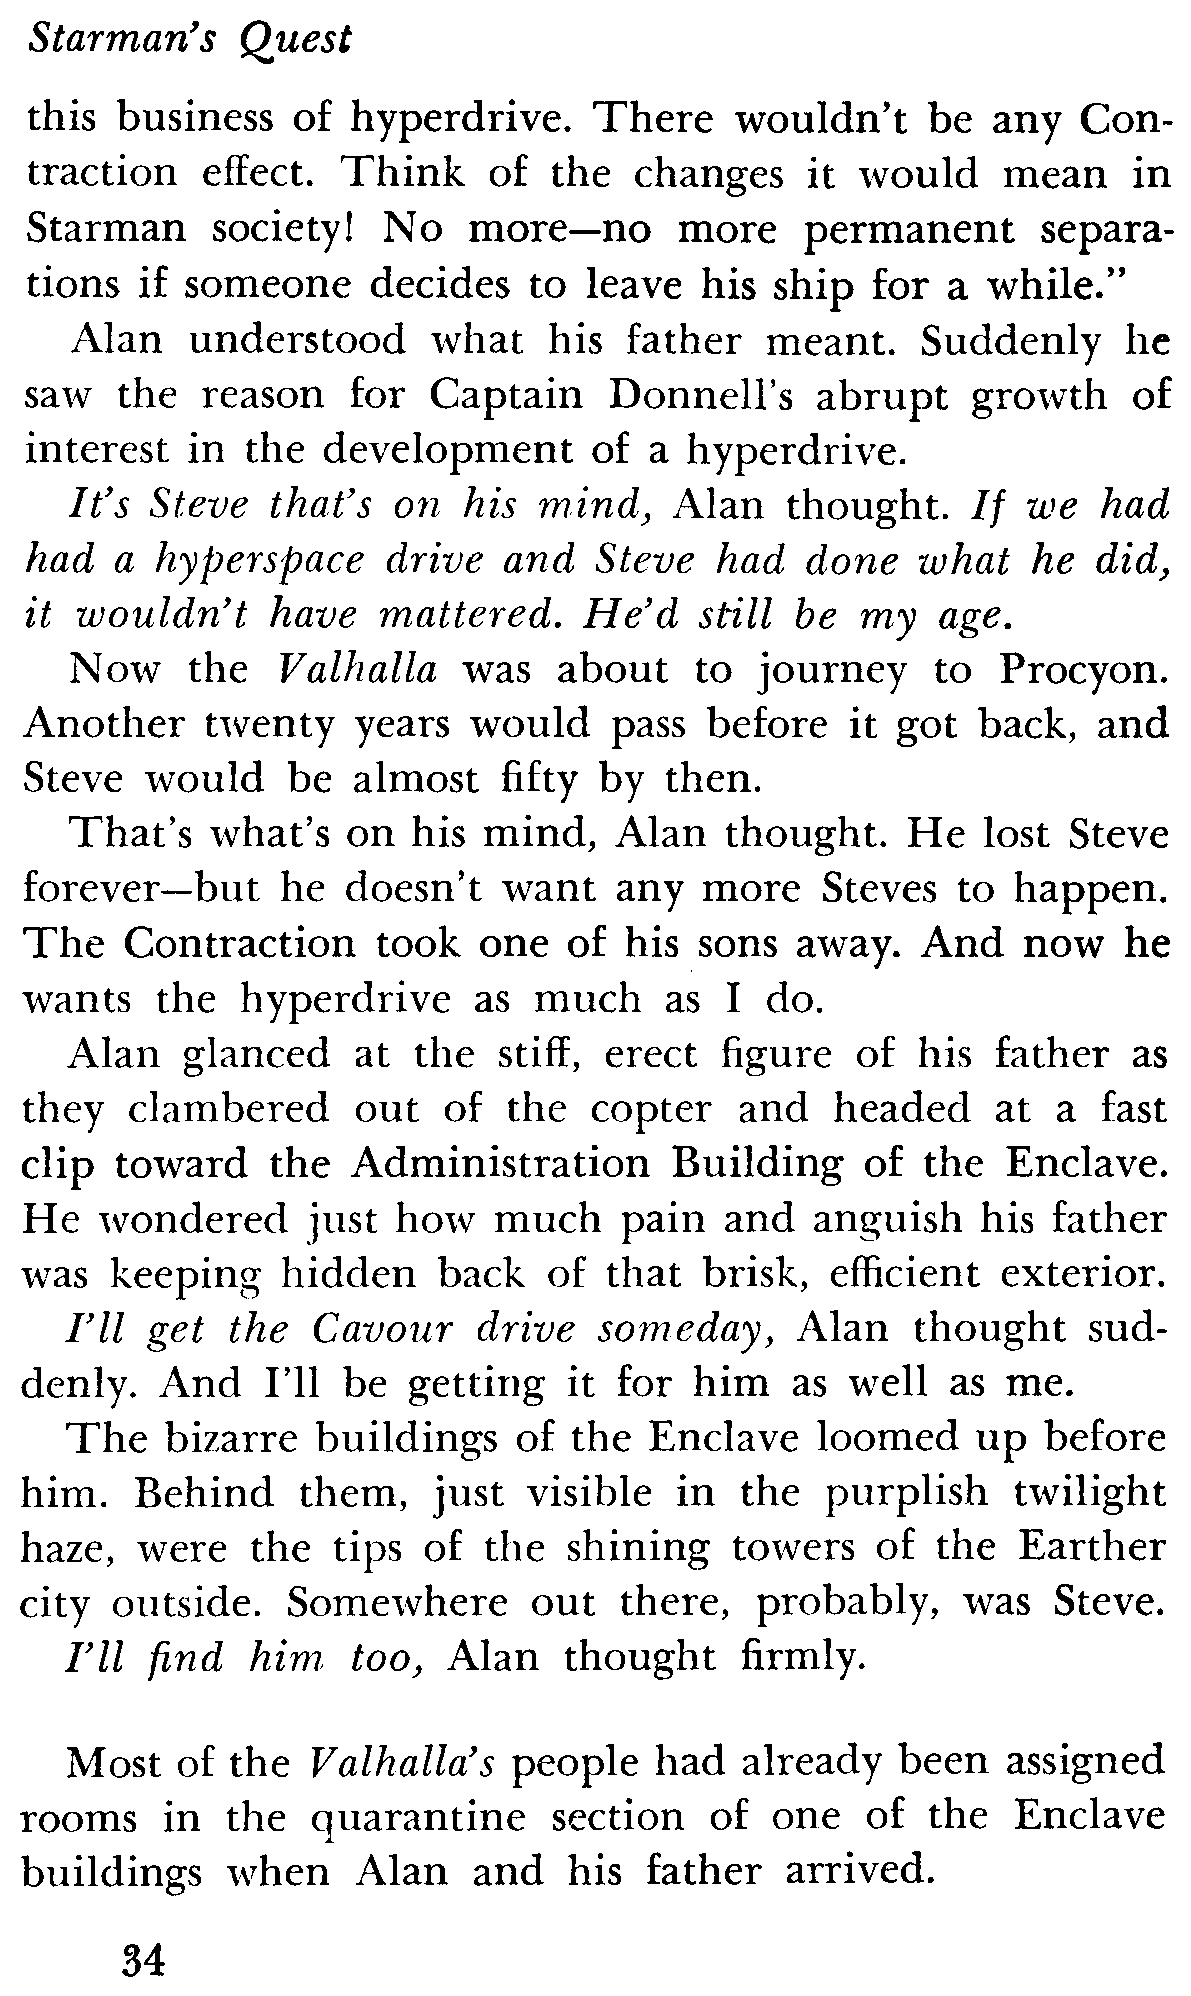 Starman's Quest
this business of hyperdrive. There wouldn't be any Con-
traction effect. Think of the changes it would mean in
Starman society! No more—no more permanent separa-
tions if someone decides to leave his ship for a while."
Alan understood what his father meant. Suddenly he
saw the reason for Captain Donnell's abrupt growth of
interest in the development of a hyperdrive.
It's Steve that's on his mind, Alan thought. If we had
had a hyperspace drive and Steve had done what he did,
it wouldn't have mattered. He'd still be my age.
Now the Valhalla was about to journey to Procyon.
Another twenty years would pass before it got back, and
Steve would be almost fifty by then.
That's what's on his mind, Alan thought. He lost Steve
forever—but he doesn't want any more Steves to happen.
The Contraction took one of his sons away. And now he
wants the hyperdrive as much as I do.
Alan glanced at the stiff, erect figure of his father as
they clambered out of the copter and headed at a fast
clip toward the Administration Building of the Enclave.
He wondered just how much pain and anguish his father
was keeping hidden back of that brisk, efficient exterior.
I'll get the Cavour drive someday, Alan thought sud-
denly. And I'll be getting it for him as well as me.
The bizarre buildings of the Enclave loomed up before
him. Behind them, just visible in the purplish twilight
haze, were the tips of the shining towers of the Earther
city outside. Somewhere out there, probably, was Steve.
I'll find him too, Alan thought firmly.
Most of the Valhalla's people had already been assigned
rooms in the quarantine section of one of the Enclave
buildings when Alan and his father arrived.
34